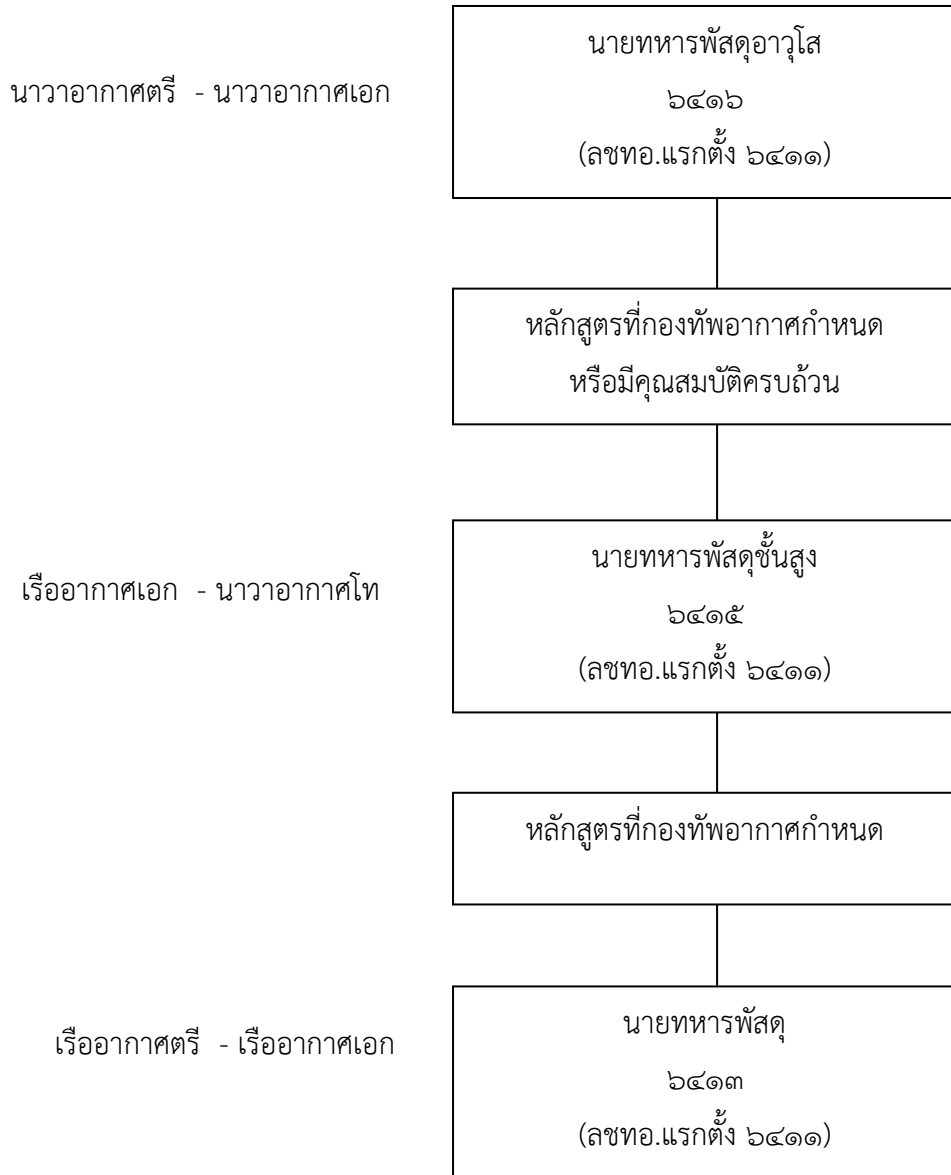 นายทหารพัสดุอาวุโส
นาวาอากาศตรี - นาวาอากาศเอก
๖๔๑๖
(ลชทอ.แรกตั้ง ๖๔๑๑)
หลักสูตรที่กองทัพอากาศกำหนด
หรือมีคุณสมบัติครบถ้วน
นายทหารพัสดุชั้นสูง
เรืออากาศเอก - นาวาอากาศโท
๖๔๑๕
(ลชทอ.แรกตั้ง ๖๔๑๑)
หลักสูตรที่กองทัพอากาศกำหนด
นายทหารพัสดุ
เรืออากาศตรี - เรืออากาศเอก
๖๔๑๓
(ลชทอ.แรกตั้ง ๖๔๑๑)